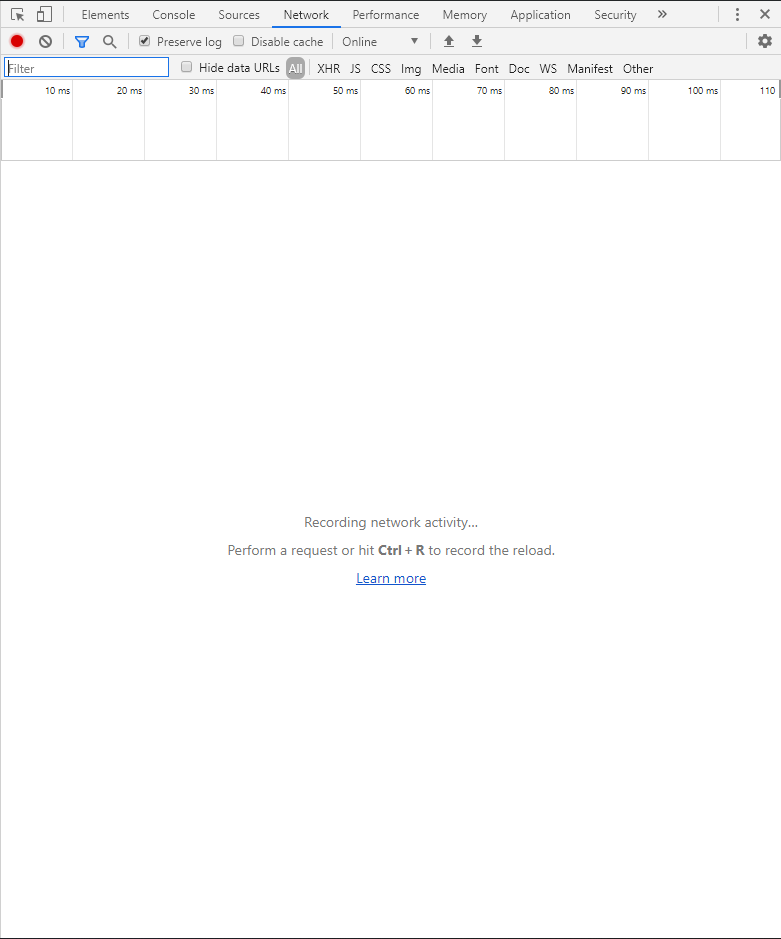 Elements Console Sources Network Performance Memory Application Security »
Preserve log Disable cache Online
Filter Hide data URLs All XHR JS CSS Img Media Font Doc WS Manifest Other
10 ms 20 ms 30 ms 40 ms 50 ms 60 ms 70 ms 80 ms 90 ms 100 ms 110
Recording network activity...
Perform a request or hit Ctrl + R to record the reload.
Learn more